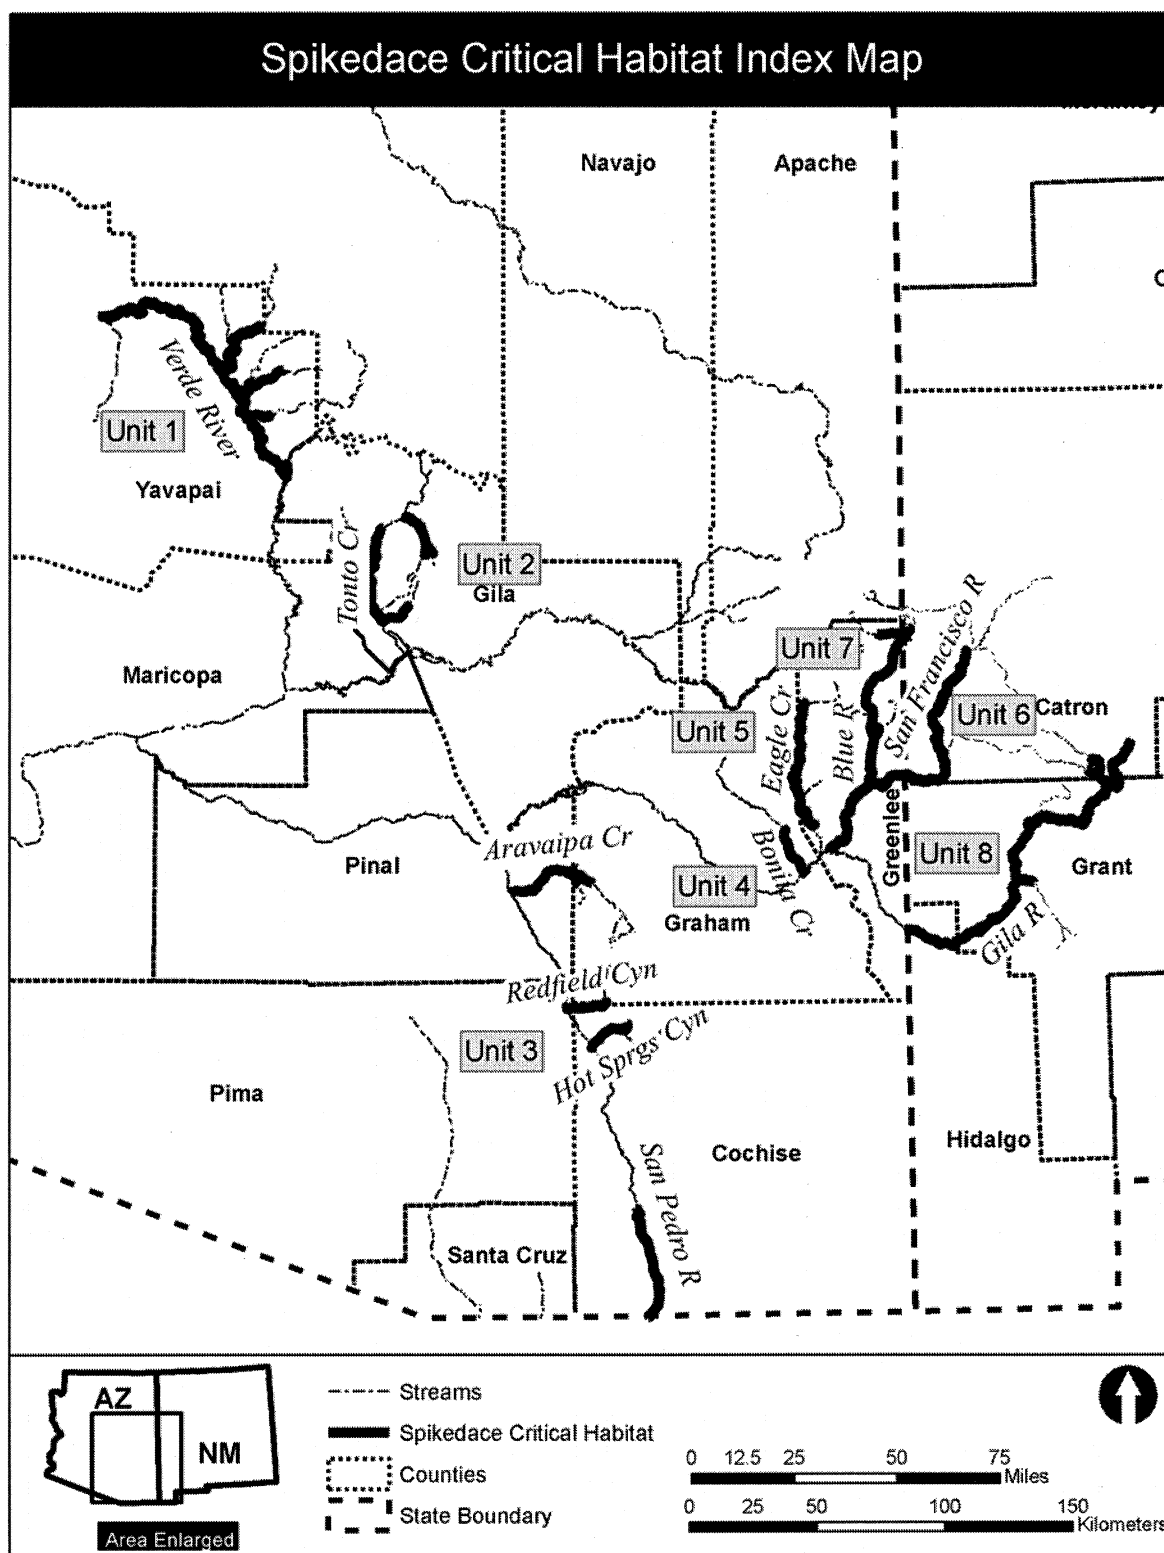 Spikedace Critical Habitat Index Map
Navajo
Apache
Verde River
Unit 1
Yavapai
Tonto Cr
Unit 2
Gila
San Francisco R
Unit 7
Maricopa
Eagle Cr
Blue R
Unit 6
Catron
Unit 5
Greenlee
Aravaipa Cr
Bonita Cr
Unit 8
Pinal
Grant
Unit 4
Graham
Gila R
Redfield Cyn
Unit 3
Hot Sprgs Cyn
Pima
Cochise
Hidalgo
San Pedro R
Santa Cruz
AZ
NM
Area Enlarged
Streams
Spikedace Critical Habitat
Counties
State Boundary
0 12.5 25 50 75
Miles
0 25 50 100 150
Kilometers